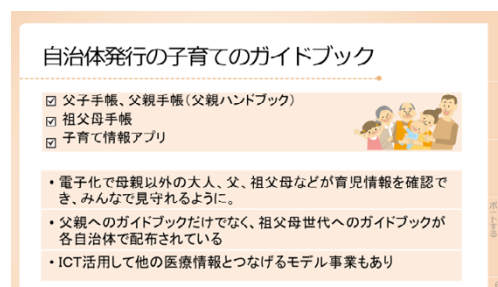 自治体発行の子育てのガイドブック
☑ 父子手帳、父親手帳(父親ハンドブック)
☑ 祖父母手帳
☑ 子育て情報アプリ
・電子化で母親以外の大人、父、祖父母などが育児情報を確認で
き、みんなで見守れるように。
・父親へのガイドブックだけでなく、祖父母世代へのガイドブックが
各自治体で配布されている
・ICT活用して他の医療情報とつなげるモデル事業もあり
ポートする